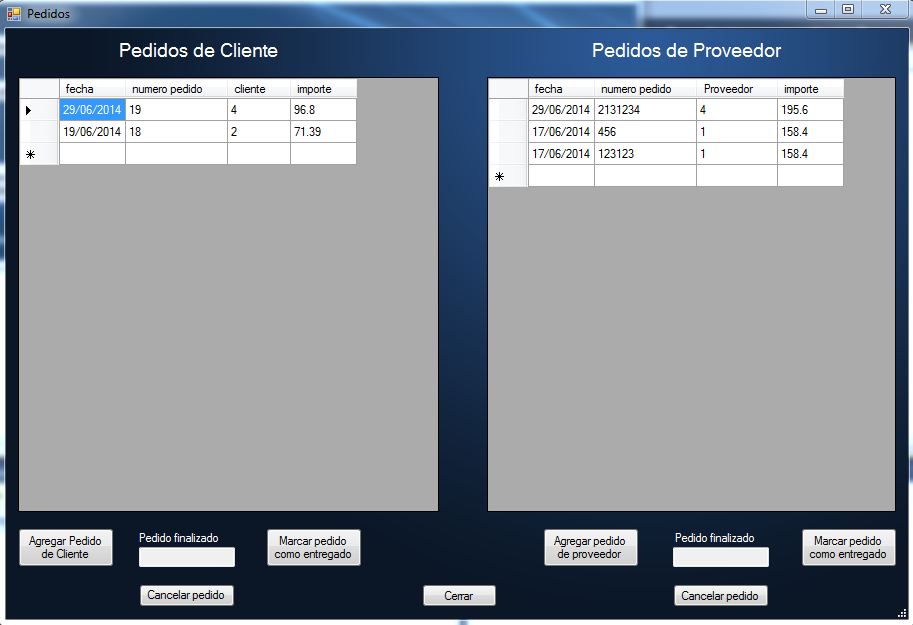 Pedidos
Pedidos de Cliente
fecha numero pedido cliente importe
29/06/2014 19 4 96.8
19/06/2014 18 2 71.39
Pedidos de Proveedor
fecha numero pedido Proveedor importe
29/06/2014 2131234 4 195.6
17/06/2014 456 1 158.4
17/06/2014 123123 1 158.4
Agregar Pedido
de Cliente
Pedido finalizado
Marcar pedido
como entregado
Cancelar pedido
Cerrar
Agregar pedido
de proveedor
Pedido finalizado
Marcar pedido
como entregado
Cancelar pedido